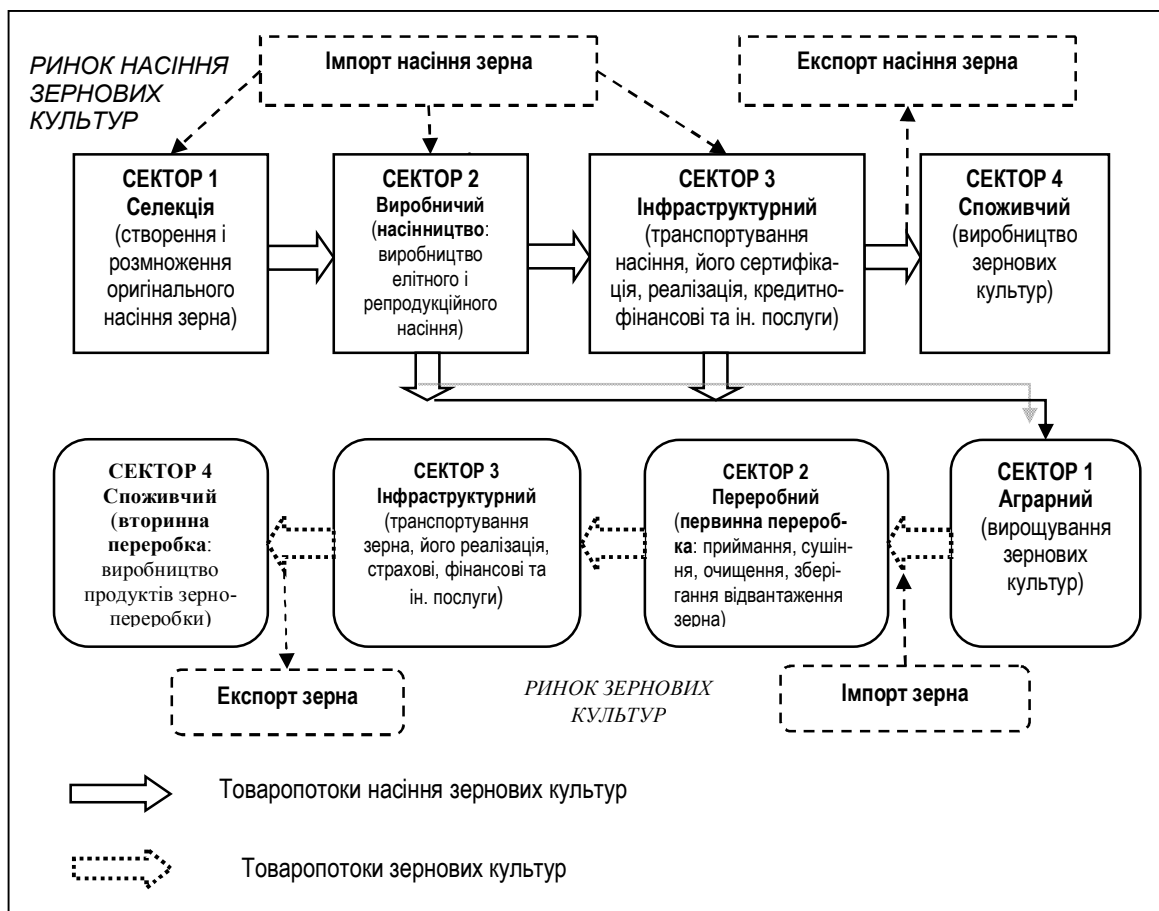 РИНОК НАСІННЯ
ЗЕРНОВИХ
КУЛЬТУР
Імпорт насіння зерна
Експорт насіння зерна
СЕКТОР 1
Селекція
(створення і
розмноження
оригінального
насіння зерна)
СЕКТОР 2
Виробничий
(насінництво:
виробництво
елітного і
репродукційного
насіння)
СЕКТОР 3
Інфраструктурний
(транспортування
насіння, його сертифіка-
ція, реалізація, кредитно-
фінансові та ін. послуги)
СЕКТОР 4
Споживчий
(виробництво
зернових
культур)
СЕКТОР 4
Споживчий
(вторинна
переробка:
виробництво
продуктів зерно-
переробки)
СЕКТОР 3
Інфраструктурний
(транспортування
зерна, його реалізація,
страхові, фінансові та
ін. послуги)
СЕКТОР 2
Переробний
(первинна перероб-
ка: приймання, сушін-
ня, очищення, збері-
гання відвантаження
зерна)
СЕКТОР 1
Аграрний
(вирощування
зернових
культур)
Експорт зерна
РИНОК ЗЕРНОВИХ
КУЛЬТУР
Імпорт зерна
Товаропотоки насіння зернових культур
Товаропотоки зернових культур